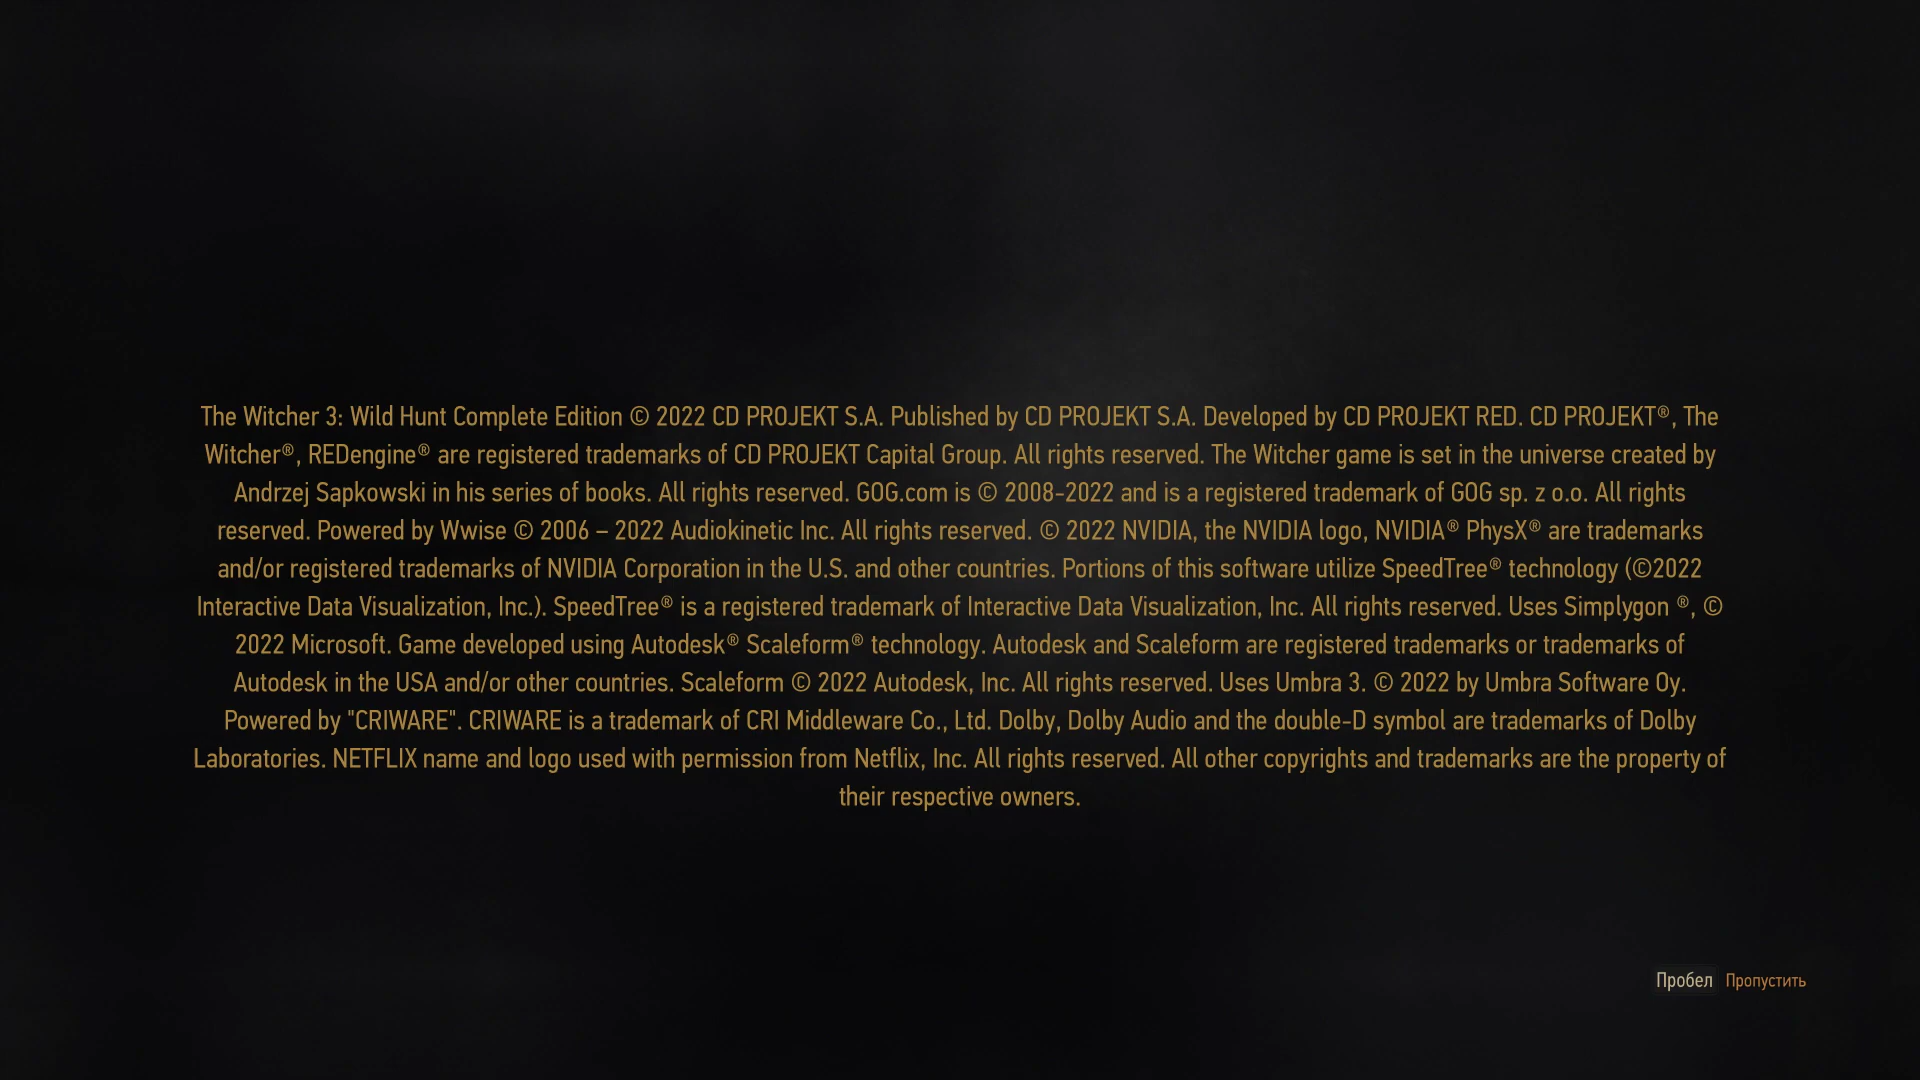 The Witcher 3: Wild Hunt Complete Edition © 2022 CD PROJEKT S.A. Published by CD PROJEKT S.A. Developed by CD PROJEKT RED. CD PROJEKT®, The
Witcher®, REDengine® are registered trademarks of CD PROJEKT Capital Group. All rights reserved. The Witcher game is set in the universe created by
Andrzej Sapkowski in his series of books. All rights reserved. GOG.com is © 2008-2022 and is a registered trademark of GOG sp. z o.o. All rights
reserved. Powered by Wwise © 2006 – 2022 Audiokinetic Inc. All rights reserved. © 2022 NVIDIA, the NVIDIA logo, NVIDIA® PhysX® are trademarks
and/or registered trademarks of NVIDIA Corporation in the U.S. and other countries. Portions of this software utilize SpeedTree® technology (©2022
Interactive Data Visualization, Inc.). SpeedTree® is a registered trademark of Interactive Data Visualization, Inc. All rights reserved. Uses Simplygon ®, ©
2022 Microsoft. Game developed using Autodesk® Scaleform® technology. Autodesk and Scaleform are registered trademarks or trademarks of
Autodesk in the USA and/or other countries. Scaleform © 2022 Autodesk, Inc. All rights reserved. Uses Umbra 3. © 2022 by Umbra Software Oy.
Powered by "CRIWARE". CRIWARE is a trademark of CRI Middleware Co., Ltd. Dolby, Dolby Audio and the double-D symbol are trademarks of Dolby
Laboratories. NETFLIX name and logo used with permission from Netflix, Inc. All rights reserved. All other copyrights and trademarks are the property of
their respective owners.
Пробел Пропустить